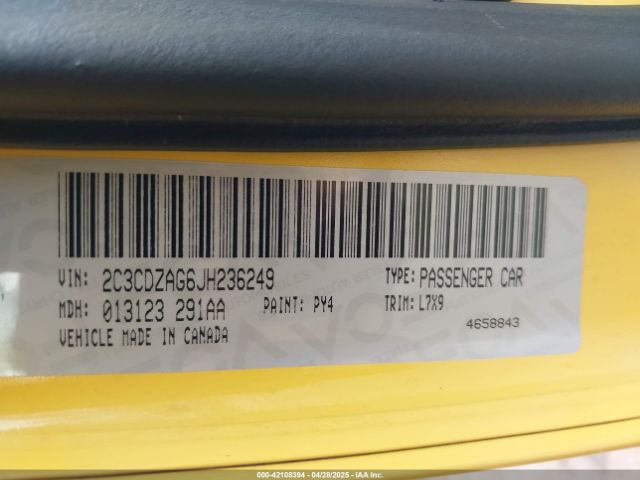 VIN: 2C3CDZAG6JH236249 TYPE: PASSENGER CAR
MDH: 013123 291AA PAINT: PY4 TRIM: L7X9
VEHICLE MADE IN CANADA 4658843
000-42108394 04/28/2025 - IAA Inc.